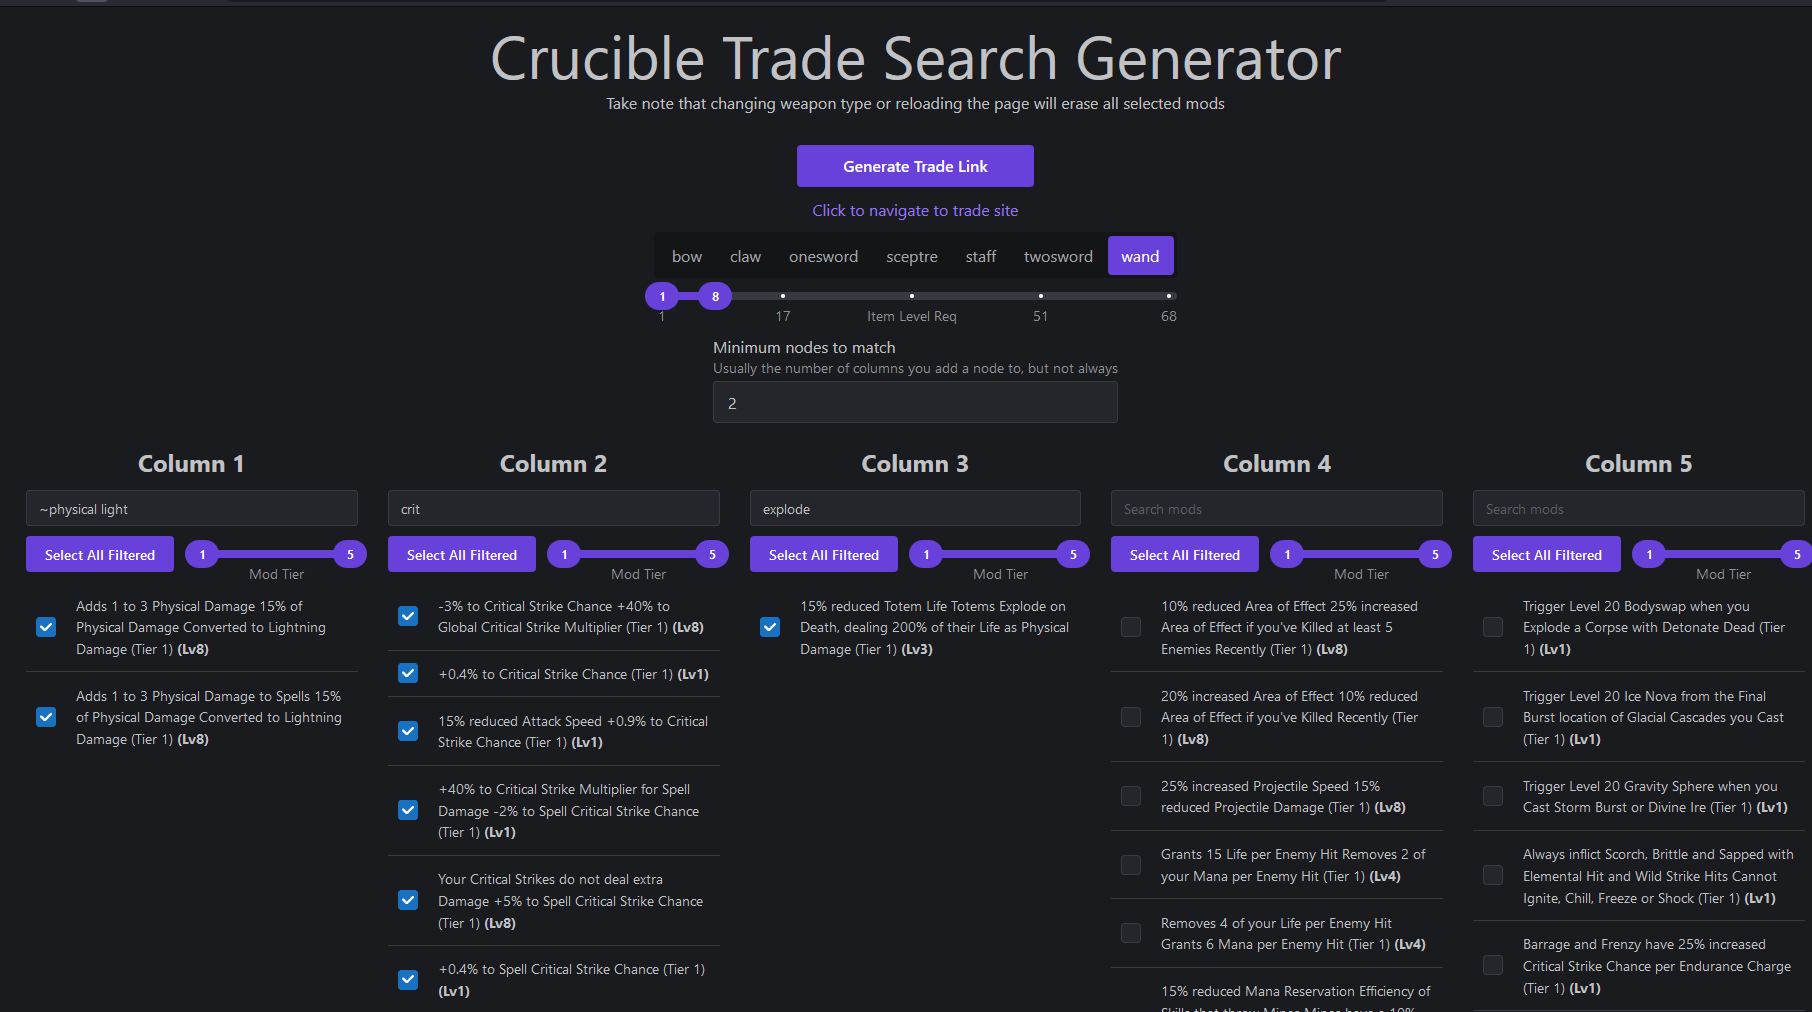 Crucible Trade Search Generator
Take note that changing weapon type or reloading the page will erase all selected mods
Generate Trade Link
Click to navigate to trade site
bow claw onesword sceptre staff twosword wand
1 8
1 17 Item Level Req 51 68
Minimum nodes to match
Usually the number of columns you add a node to, but not always
2
Column 1
~physical light
Select All Filtered 1 5
Mod Tier
Adds 1 to 3 Physical Damage 15% of
Physical Damage Converted to Lightning
Damage (Tier 1) (Lv8)
Adds 1 to 3 Physical Damage to Spells 15%
of Physical Damage Converted to Lightning
Damage (Tier 1) (Lv8)
Column 2
crit
Select All Filtered 1 5
Mod Tier
-3% to Critical Strike Chance +40% to
Global Critical Strike Multiplier (Tier 1) (Lv8)
+0.4% to Critical Strike Chance (Tier 1) (Lv1)
15% reduced Attack Speed +0.9% to Critical
Strike Chance (Tier 1) (Lv1)
+40% to Critical Strike Multiplier for Spell
Damage -2% to Spell Critical Strike Chance
(Tier 1) (Lv1)
Your Critical Strikes do not deal extra
Damage +5% to Spell Critical Strike Chance
(Tier 1) (Lv8)
+0.4% to Spell Critical Strike Chance (Tier 1)
(Lv1)
Column 3
explode
Select All Filtered 1 5
Mod Tier
15% reduced Totem Life Totems Explode on
Death, dealing 200% of their Life as Physical
Damage (Tier 1) (Lv3)
Column 4
Search mods
Select All Filtered 1 5
Mod Tier
10% reduced Area of Effect 25% increased
Area of Effect if you've Killed at least 5
Enemies Recently (Tier 1) (Lv8)
20% increased Area of Effect 10% reduced
Area of Effect if you've Killed Recently (Tier
1) (Lv8)
25% increased Projectile Speed 15%
reduced Projectile Damage (Tier 1) (Lv8)
Grants 15 Life per Enemy Hit Removes 2 of
your Mana per Enemy Hit (Tier 1) (Lv4)
Removes 4 of your Life per Enemy Hit
Grants 6 Mana per Enemy Hit (Tier 1) (Lv4)
15% reduced Mana Reservation Efficiency of
Skills that throw Mines Mines have a 10%
Column 5
Search mods
Select All Filtered 1 5
Mod Tier
Trigger Level 20 Bodyswap when you
Explode a Corpse with Detonate Dead (Tier
1) (Lv1)
Trigger Level 20 Ice Nova from the Final
Burst location of Glacial Cascades you Cast
(Tier 1) (Lv1)
Trigger Level 20 Gravity Sphere when you
Cast Storm Burst or Divine Ire (Tier 1) (Lv1)
Always inflict Scorch, Brittle and Sapped with
Elemental Hit and Wild Strike Hits Cannot
Ignite, Chill, Freeze or Shock (Tier 1) (Lv1)
Barrage and Frenzy have 25% increased
Critical Strike Chance per Endurance Charge
(Tier 1) (Lv1)